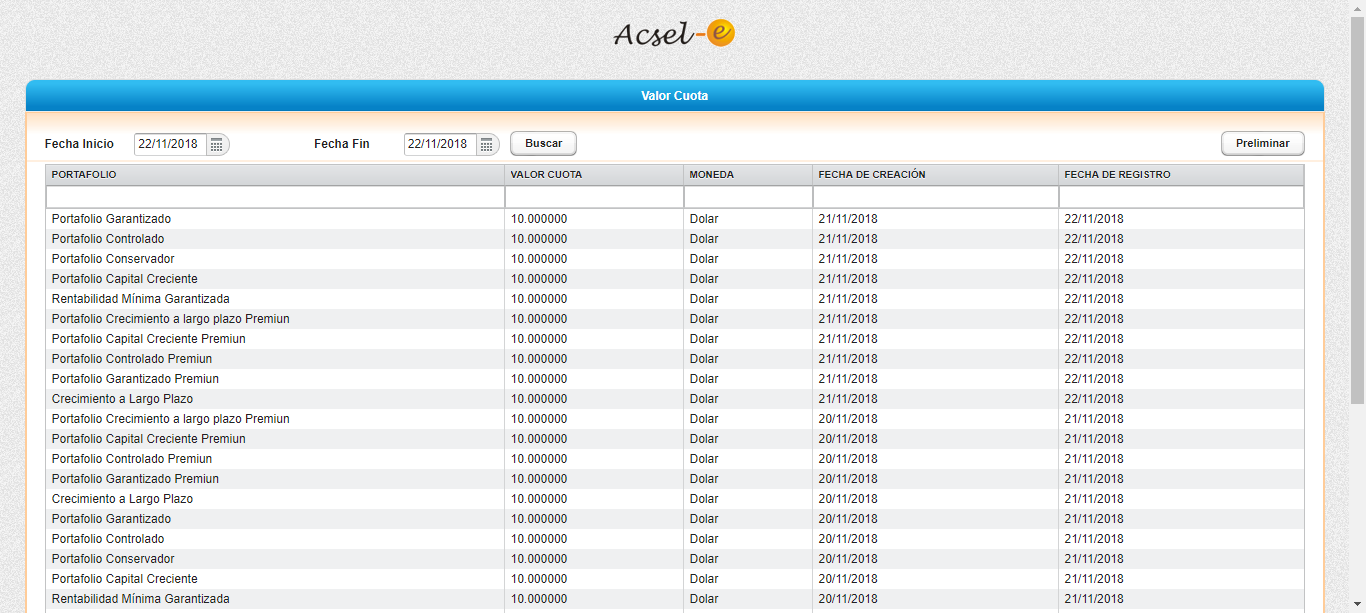 Acsel-e
Valor Cuota
Fecha Inicio 22/11/2018 Fecha Fin 22/11/2018 Buscar Preliminar
PORTAFOLIO VALOR CUOTA MONEDA FECHA DE CREACIÓN FECHA DE REGISTRO
Portafolio Garantizado 10.000000 Dolar 21/11/2018 22/11/2018
Portafolio Controlado 10.000000 Dolar 21/11/2018 22/11/2018
Portafolio Conservador 10.000000 Dolar 21/11/2018 22/11/2018
Portafolio Capital Creciente 10.000000 Dolar 21/11/2018 22/11/2018
Rentabilidad Mínima Garantizada 10.000000 Dolar 21/11/2018 22/11/2018
Portafolio Crecimiento a largo plazo Premiun 10.000000 Dolar 21/11/2018 22/11/2018
Portafolio Capital Creciente Premiun 10.000000 Dolar 21/11/2018 22/11/2018
Portafolio Controlado Premiun 10.000000 Dolar 21/11/2018 22/11/2018
Portafolio Garantizado Premiun 10.000000 Dolar 21/11/2018 22/11/2018
Crecimiento a Largo Plazo 10.000000 Dolar 21/11/2018 22/11/2018
Portafolio Crecimiento a largo plazo Premiun 10.000000 Dolar 20/11/2018 21/11/2018
Portafolio Capital Creciente Premiun 10.000000 Dolar 20/11/2018 21/11/2018
Portafolio Controlado Premiun 10.000000 Dolar 20/11/2018 21/11/2018
Portafolio Garantizado Premiun 10.000000 Dolar 20/11/2018 21/11/2018
Crecimiento a Largo Plazo 10.000000 Dolar 20/11/2018 21/11/2018
Portafolio Garantizado 10.000000 Dolar 20/11/2018 21/11/2018
Portafolio Controlado 10.000000 Dolar 20/11/2018 21/11/2018
Portafolio Conservador 10.000000 Dolar 20/11/2018 21/11/2018
Portafolio Capital Creciente 10.000000 Dolar 20/11/2018 21/11/2018
Rentabilidad Mínima Garantizada 10.000000 Dolar 20/11/2018 21/11/2018